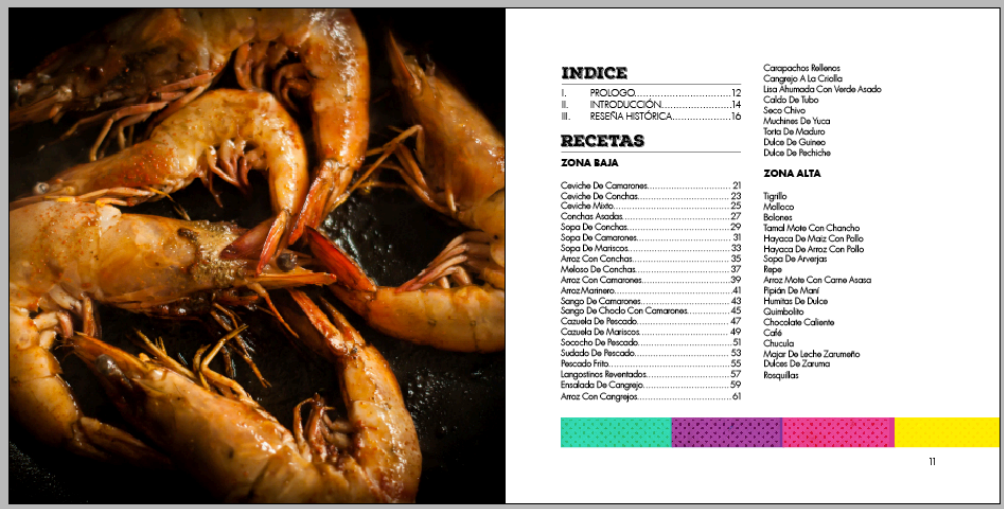 INDICE
I. PROLOGO..............................12
II. INTRODUCCIÓN......................14
III. RESEÑA HISTÓRICA..................16
RECETAS
ZONA BAJA
Ceviche De Camarones.............................21
Ceviche De Conchas................................23
Ceviche Mixto........................................25
Conchas Asadas.....................................27
Sopa De Conchas...................................29
Sopa De Camarones...............................31
Sopa De Mariscos..................................33
Arroz Con Conchas.................................35
Meloso De Conchas................................37
Arroz Con Camarones.............................39
Arroz Marinero.......................................41
Sango De Camarones.............................43
Sango De Choclo Con Camarones..............45
Cazuela De Pescado...............................47
Cazuela De Mariscos..............................49
Sococho De Pescado..............................51
Sudado De Pescado...............................53
Pescado Frito........................................55
Langostinos Reventados..........................57
Ensalada De Cangrejo............................59
Arroz Con Cangrejos..............................61
Carapachos Rellenos
Cangrejo A La Criolla
Lisa Ahumada Con Verde Asado
Caldo De Tubo
Seco Chivo
Muchines De Yuca
Torta De Maduro
Dulce De Guineo
Dulce De Pechiche
ZONA ALTA
Tigrillo
Molloco
Bolones
Tamal Mote Con Chancho
Hayaca De Maiz Con Pollo
Hayaca De Arroz Con Pollo
Sopa De Arverjas
Repe
Arroz Mote Con Carne Asasa
Pipián De Maní
Humitas De Dulce
Quimbolito
Chocolate Caliente
Café
Chucula
Majar De Leche Zarumeño
Dulces De Zaruma
Rosquillas
11